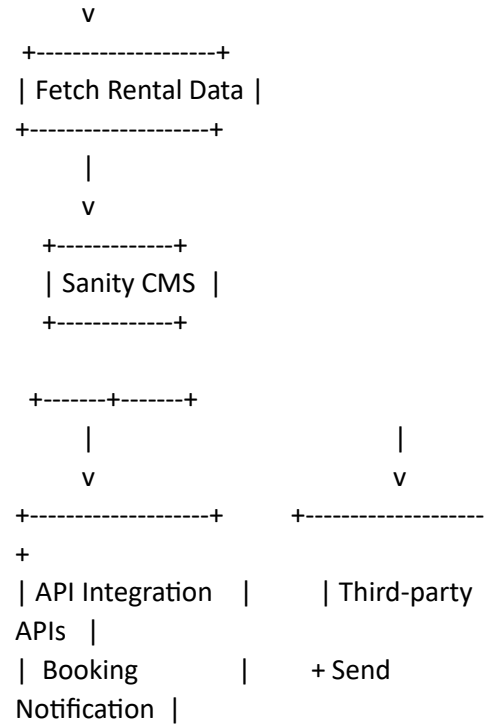 v
+--------------------+
| Fetch Rental Data |
+--------------------+
|
v
+-------------+
| Sanity CMS |
+-------------+
+-------+-------+
| |
v v
+--------------------+ +--------------------
+
| API Integration | | Third-party
APIs |
| Booking | + Send
Notification |